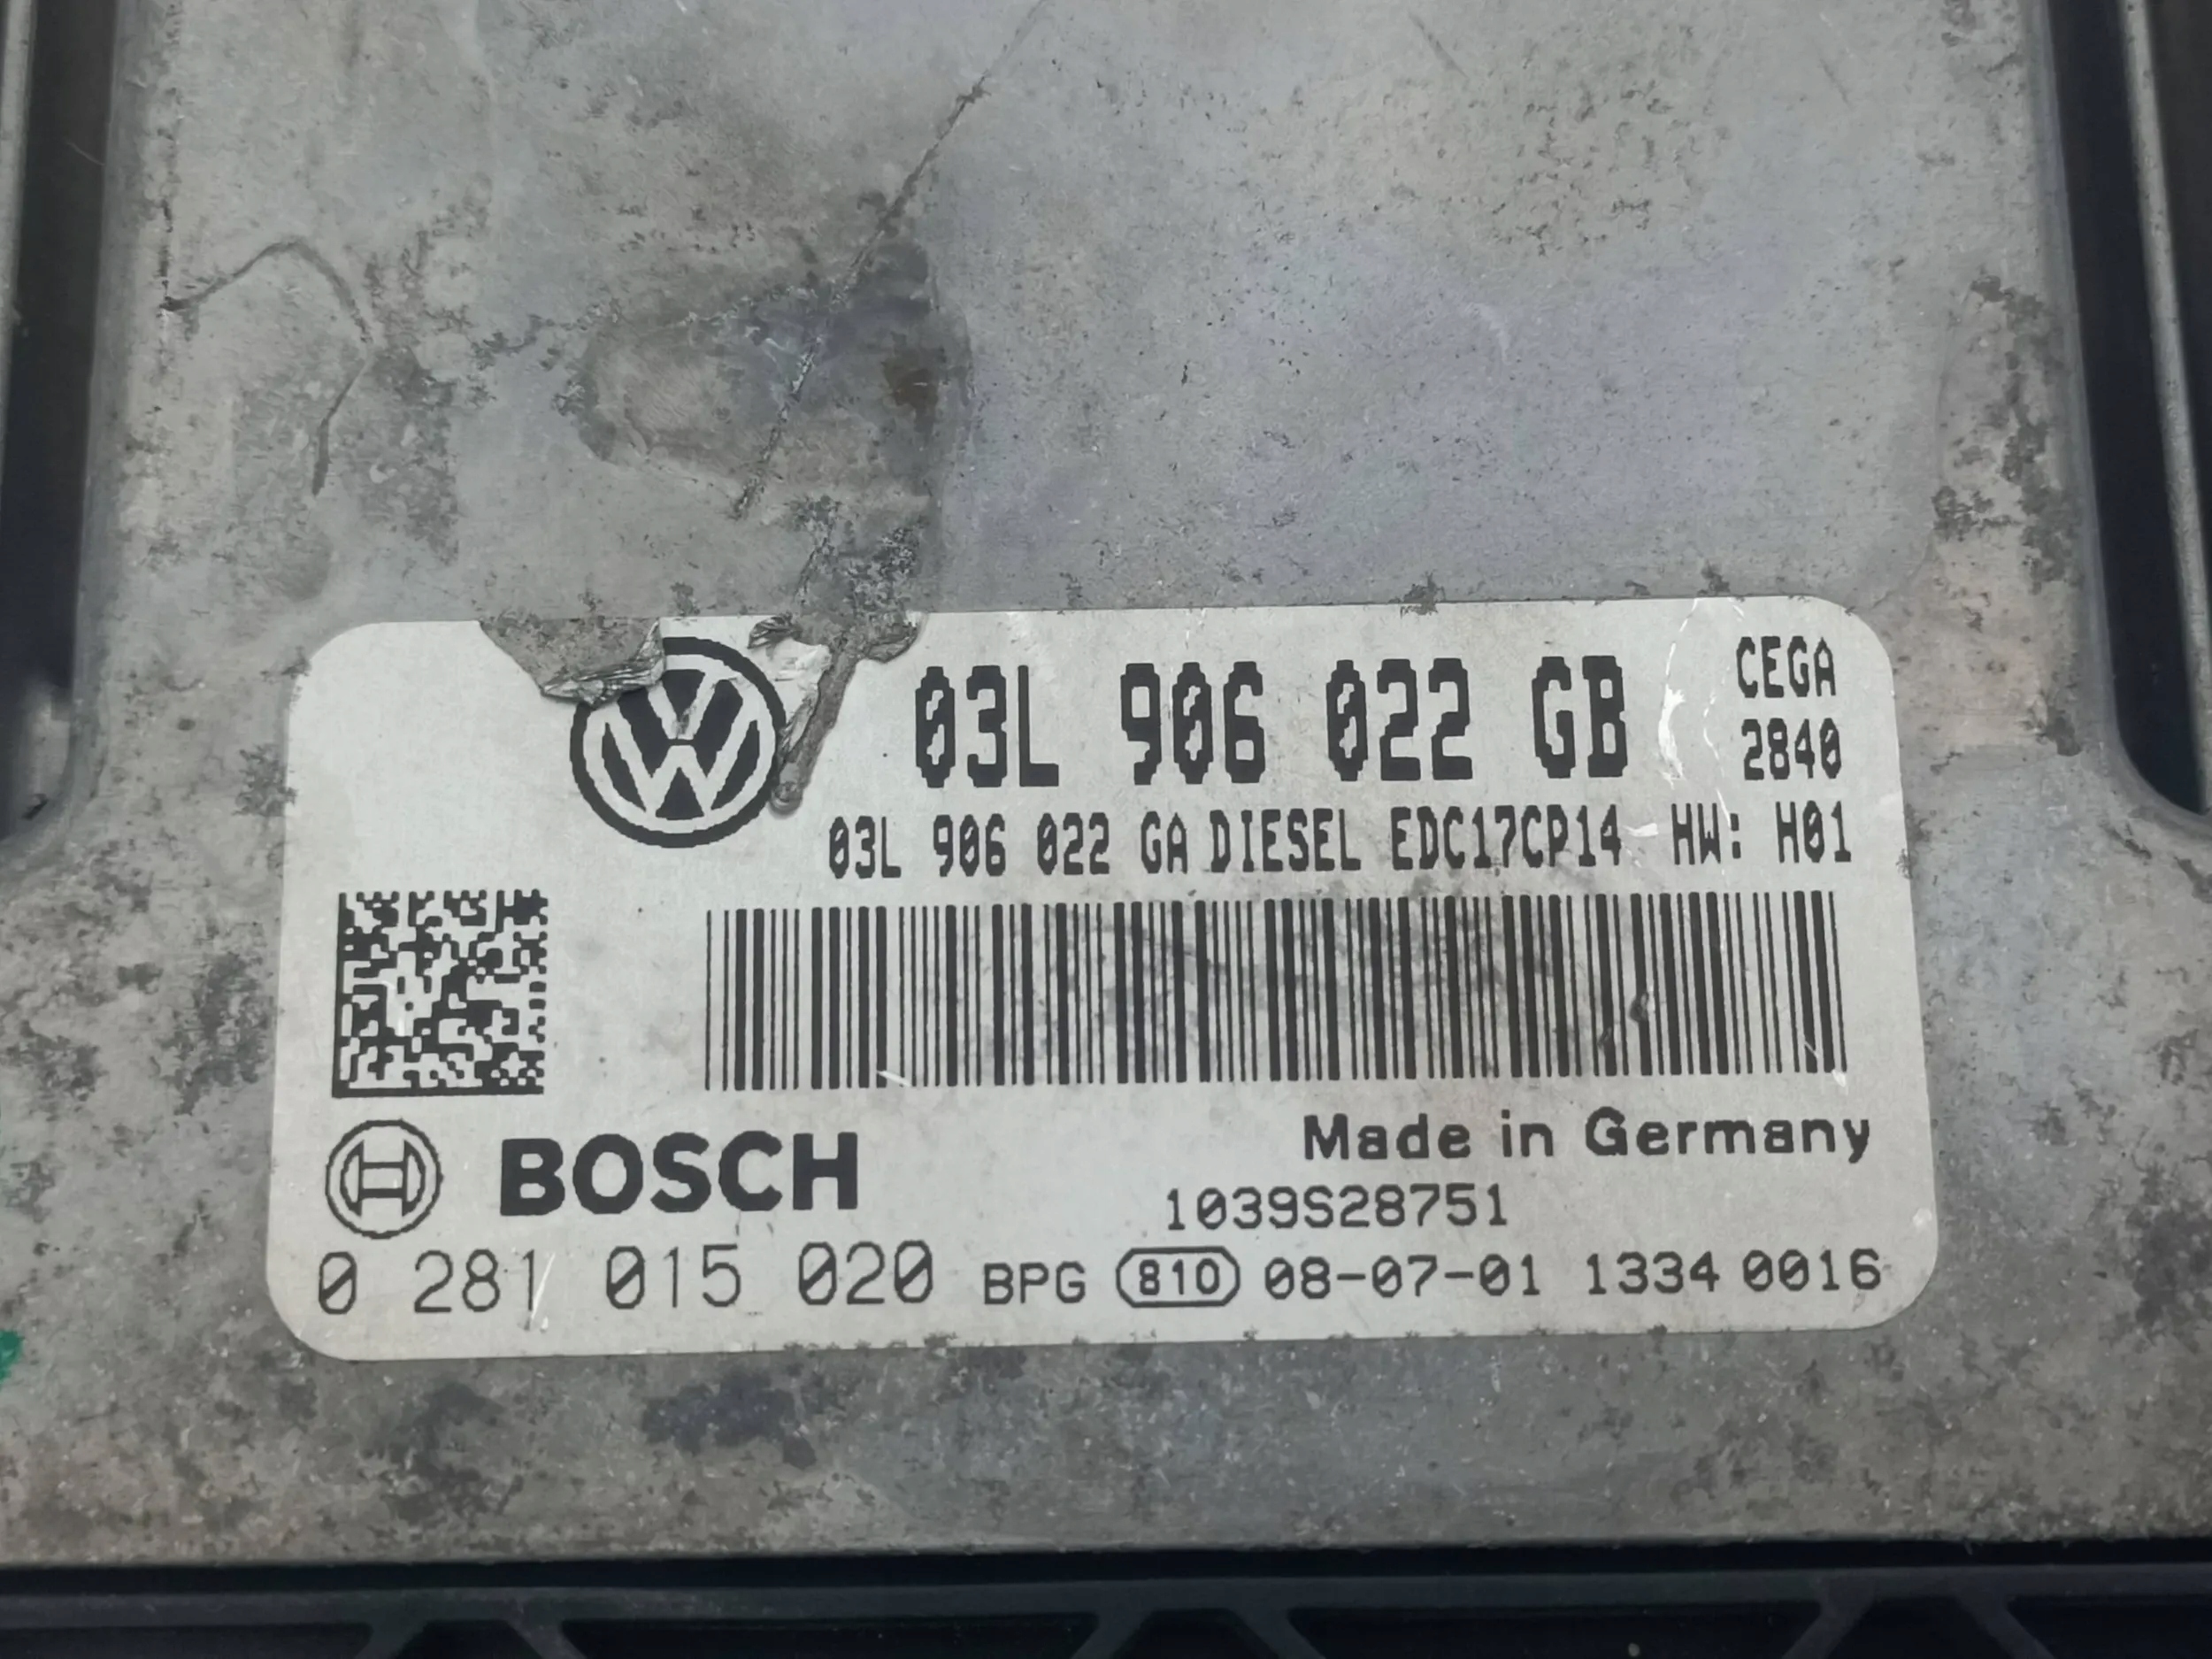 03L 906 022 GB CEGA
2840
03L 906 022 GA DIESEL EDC17CP14 HW: H01
BOSCH
Made in Germany
1039S28751
0 281 015 020 BPG 810 08-07-01 1334 0016